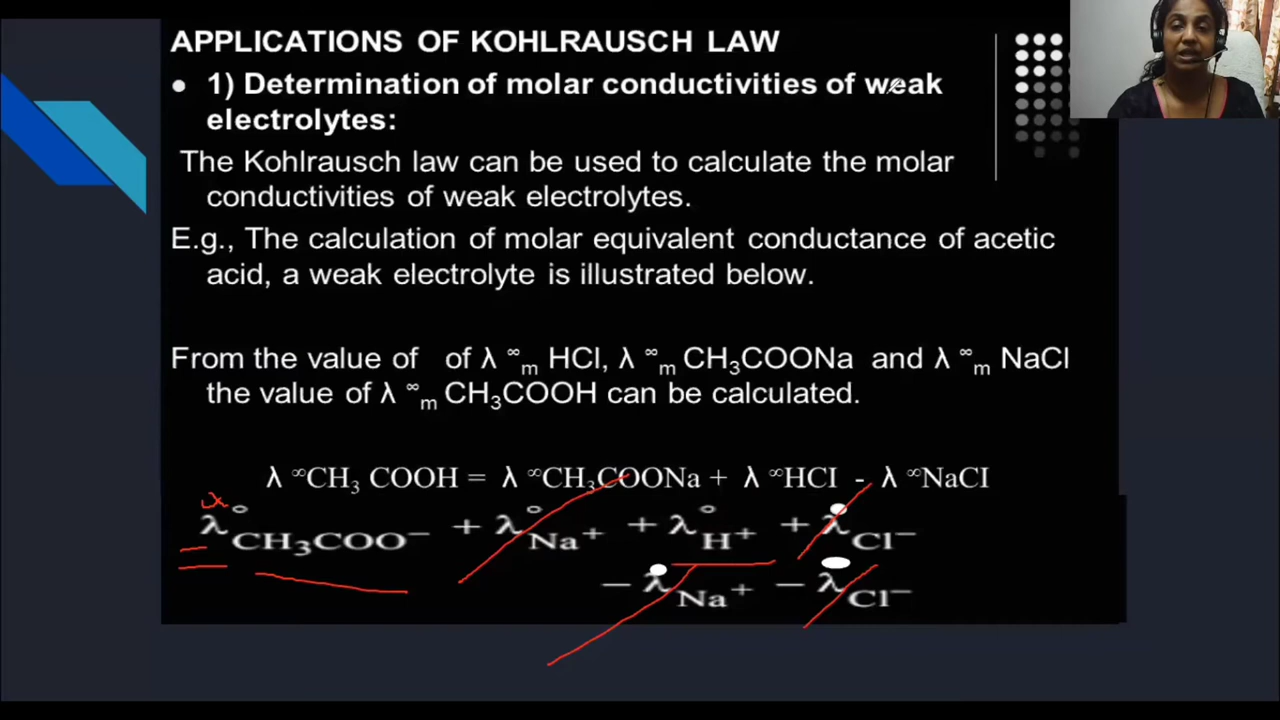 APPLICATIONS OF KOHLRAUSCH LAW
● 1) Determination of molar conductivities of weak
electrolytes:
The Kohlrausch law can be used to calculate the molar
conductivities of weak electrolytes.
E.g., The calculation of molar equivalent conductance of acetic
acid, a weak electrolyte is illustrated below.
From the value of of λ ∞m HCl, λ ∞m CH₃COONa and λ ∞m NaCl
the value of λ ∞m CH₃COOH can be calculated.
λ ∞CH₃ COOH = λ ∞CH₃COONa + λ ∞HCI - λ ∞NaCI
λ° CH₃COO⁻ + λ° Na⁺ + λ° H⁺ + λ Cl⁻
− λ Na⁺ − λ Cl⁻